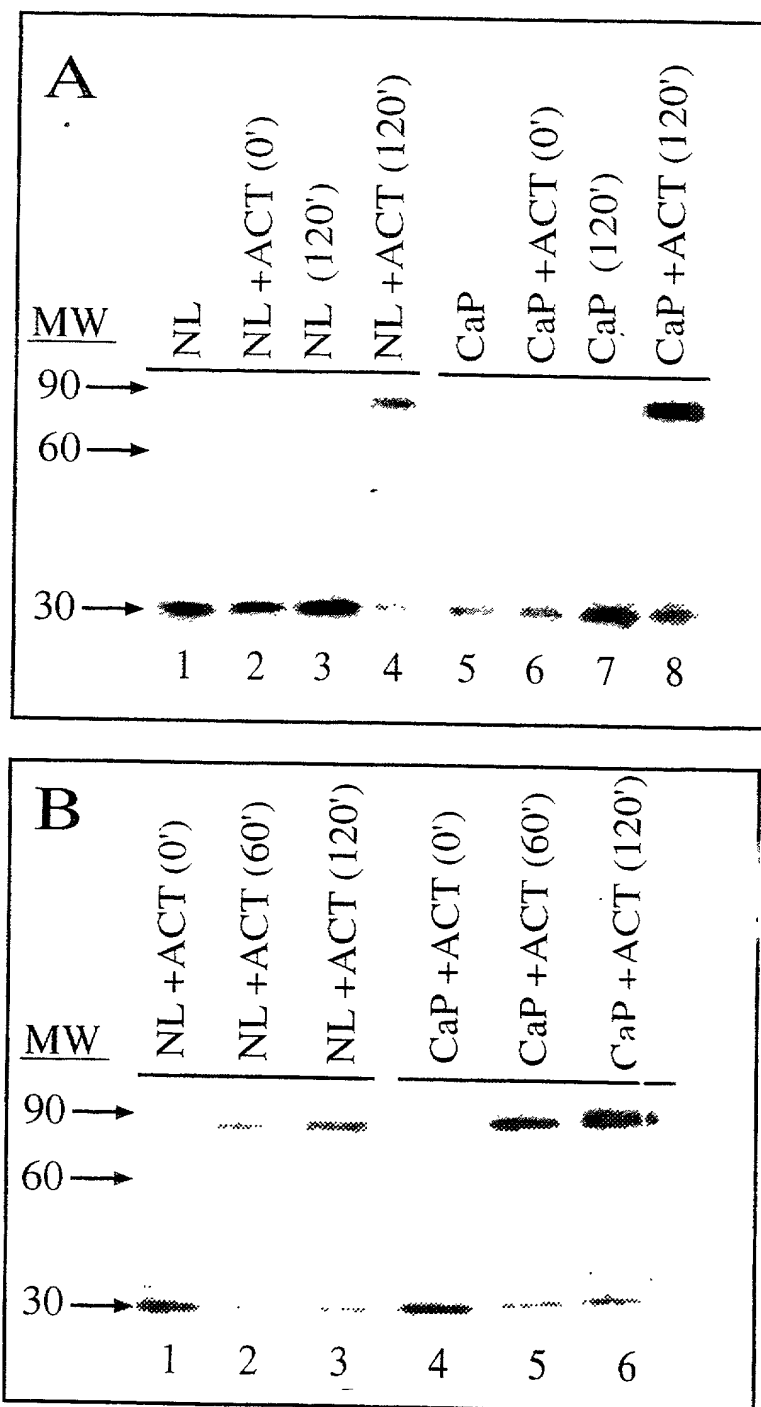 A
NL
NL +ACT (0')
NL (120')
NL +ACT (120')
CaP
CaP +ACT (0')
CaP (120')
CaP +ACT (120')
MW
90
60
30
1 2 3 4 5 6 7 8
B
NL +ACT (0')
NL +ACT (60')
NL +ACT (120')
CaP +ACT (0')
CaP +ACT (60')
CaP +ACT (120')
MW
90
60
30
1 2 3 4 5 6